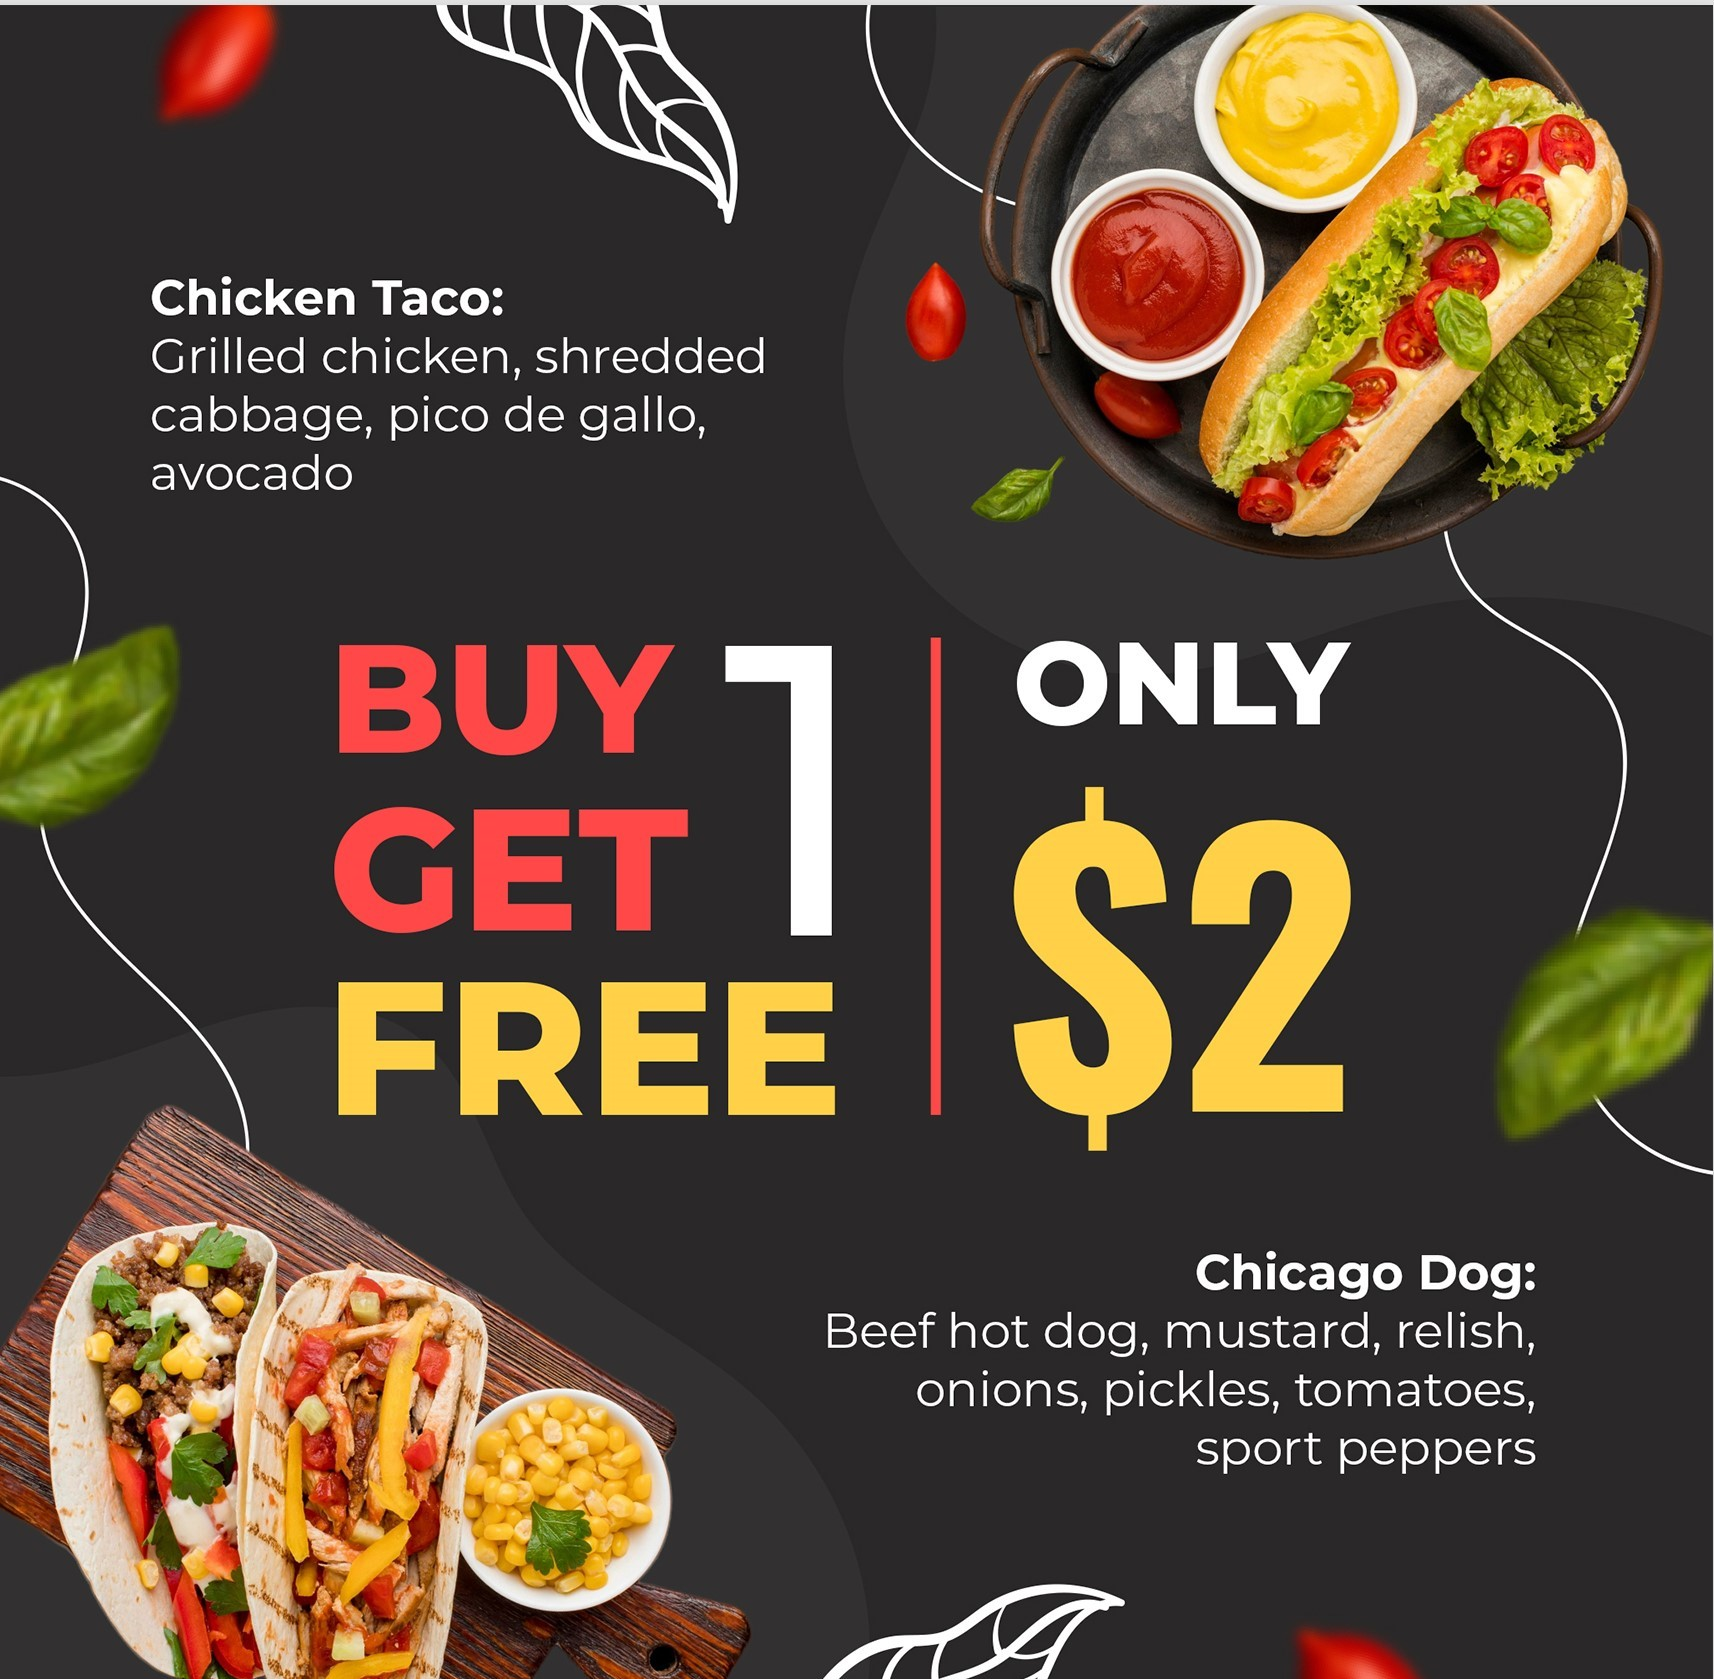 Chicken Taco:
Grilled chicken, shredded
cabbage, pico de gallo,
avocado
BUY 1
GET
FREE
ONLY
$2
Chicago Dog:
Beef hot dog, mustard, relish,
onions, pickles, tomatoes,
sport peppers